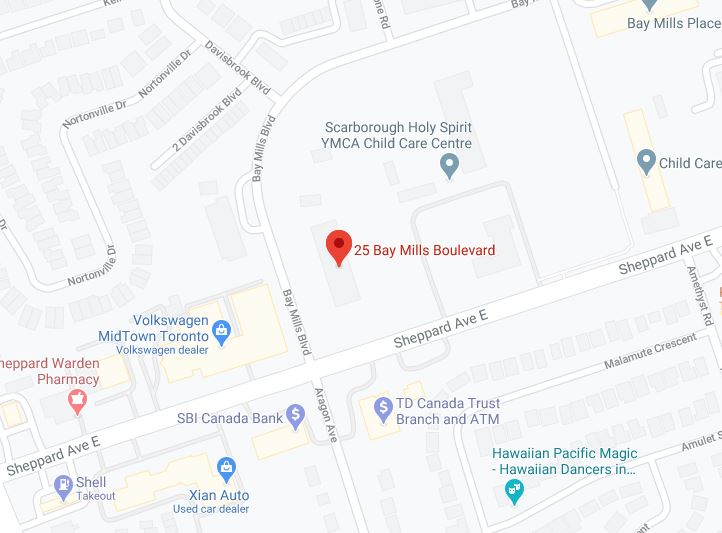 Bay Mills Place
Davisbrook Blvd
Nortonville Dr
Nortonville Dr
2 Davisbrook Blvd
Bay Mills Blvd
Scarborough Holy Spirit
YMCA Child Care Centre
Child Care
25 Bay Mills Boulevard
Nortonville Dr
Sheppard Ave E
Amethyst Rd
Bay Mills Blvd
Volkswagen
MidTown Toronto
Volkswagen dealer
Sheppard Ave E
Malamute Crescent
heppard Warden
Pharmacy
Aragon Ave
SBI Canada Bank
TD Canada Trust
Branch and ATM
Sheppard Ave E
Hawaiian Pacific Magic
- Hawaiian Dancers in...
Amulet S
Shell
Takeout
Xian Auto
Used car dealer